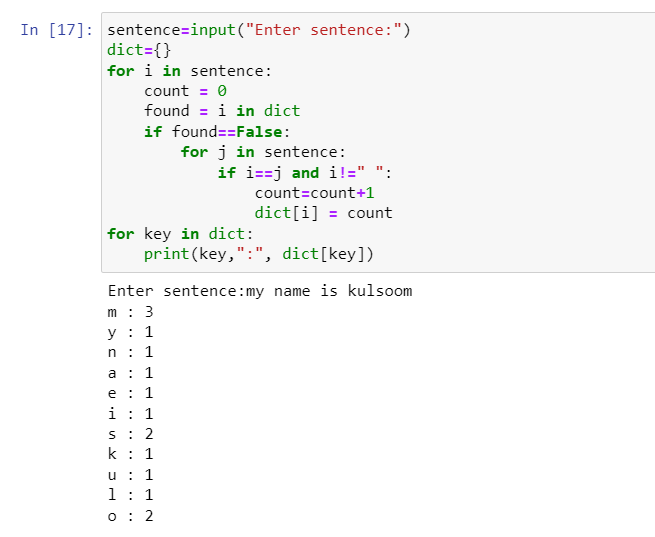 In [17]: sentence=input("Enter sentence:")
dict={}
for i in sentence:
    count = 0
    found = i in dict
    if found==False:
        for j in sentence:
            if i==j and i!=" ":
                count=count+1
                dict[i] = count
for key in dict:
    print(key,":", dict[key])
Enter sentence:my name is kulsoom
m : 3
y : 1
n : 1
a : 1
e : 1
i : 1
s : 2
k : 1
u : 1
l : 1
o : 2